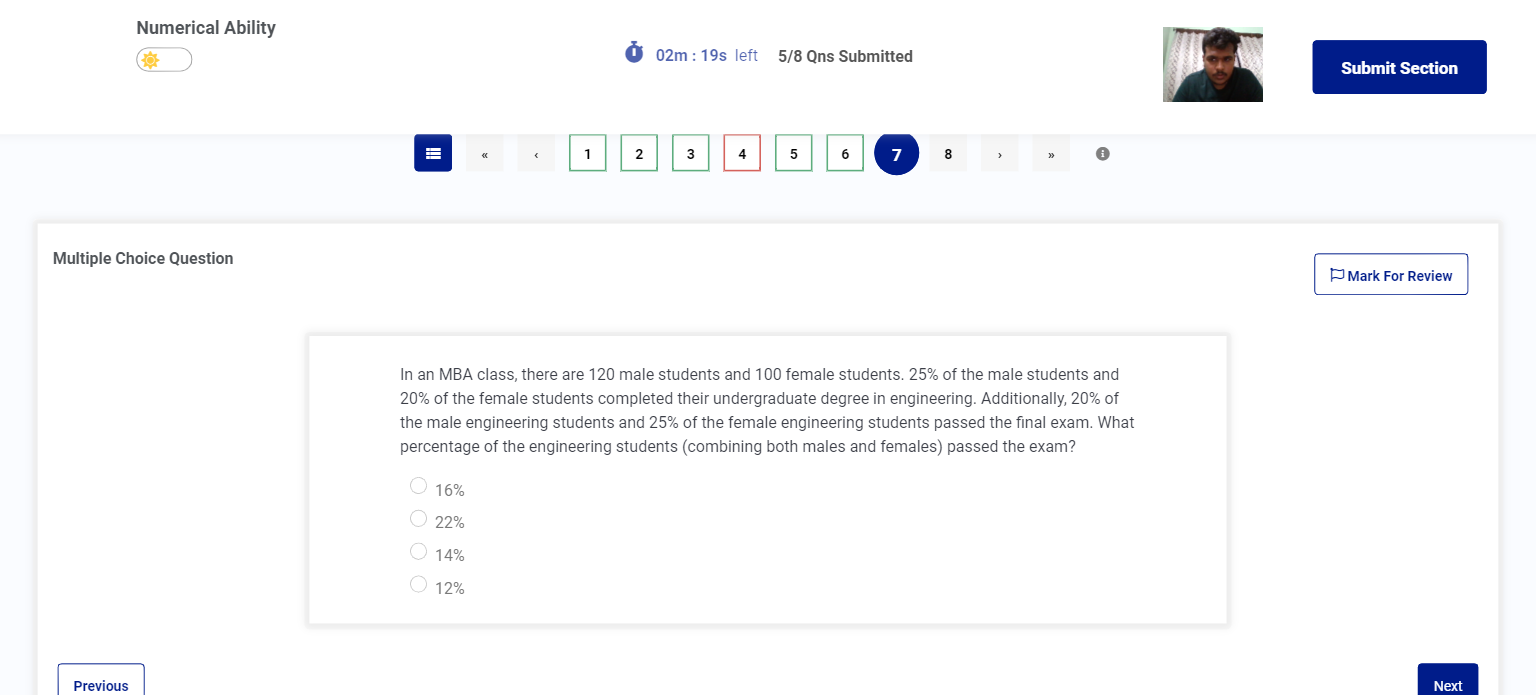 Numerical Ability
02m : 19s left
5/8 Qns Submitted
Submit Section
« ‹ 1 2 3 4 5 6 7 8 › »
Multiple Choice Question
Mark For Review
In an MBA class, there are 120 male students and 100 female students. 25% of the male students and
20% of the female students completed their undergraduate degree in engineering. Additionally, 20% of
the male engineering students and 25% of the female engineering students passed the final exam. What
percentage of the engineering students (combining both males and females) passed the exam?
16%
22%
14%
12%
Previous
Next